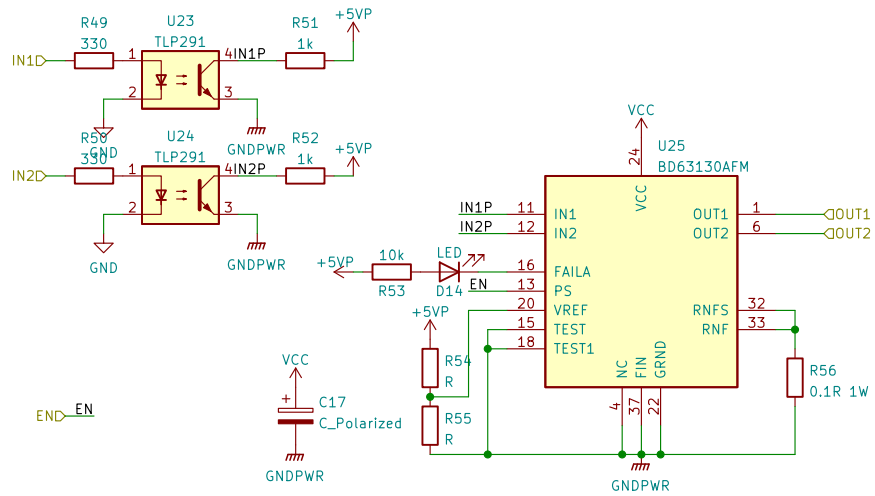 R49
330
IN1
U23
TLP291
1
2
4
3
IN1P
R51
1k
+5VP
GND
GNDPWR
R50
330
IN2
U24
TLP291
1
2
4
3
IN2P
R52
1k
+5VP
GND
GNDPWR
VCC
24
U25
BD63130AFM
VCC
IN1P
11
IN1
OUT1
1
OUT1
IN2P
12
IN2
OUT2
6
OUT2
+5VP
10k
R53
LED
D14
16
FAILA
EN
13
PS
20
VREF
RNFS
32
15
TEST
RNF
33
18
TEST1
+5VP
R54
R
R55
R
NC
FIN
GRND
4
37
22
R56
0.1R 1W
GNDPWR
VCC
+
C17
C_Polarized
GNDPWR
EN
EN